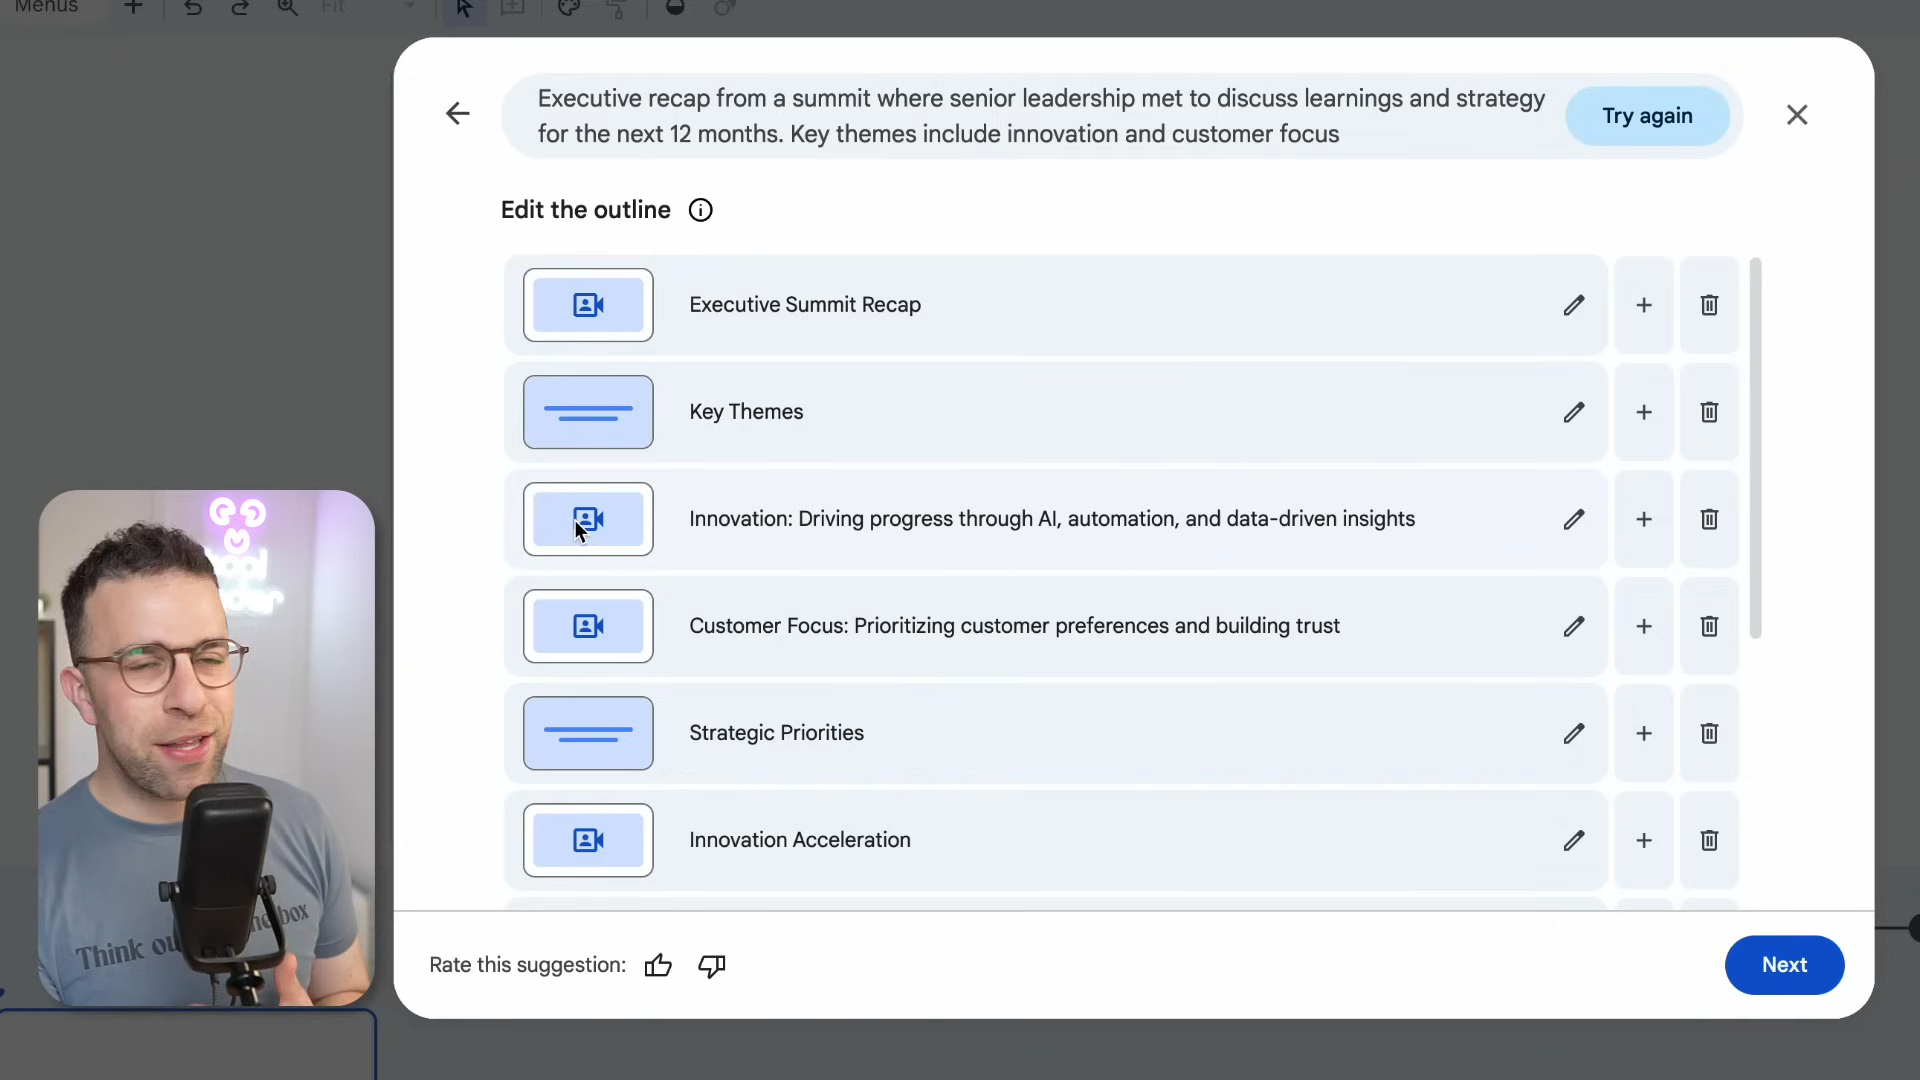 Menus
Fit
Executive recap from a summit where senior leadership met to discuss learnings and strategy
for the next 12 months. Key themes include innovation and customer focus
Try again
Edit the outline
Executive Summit Recap
Key Themes
Innovation: Driving progress through AI, automation, and data-driven insights
Customer Focus: Prioritizing customer preferences and building trust
Strategic Priorities
Innovation Acceleration
Rate this suggestion:
Next
Think
box